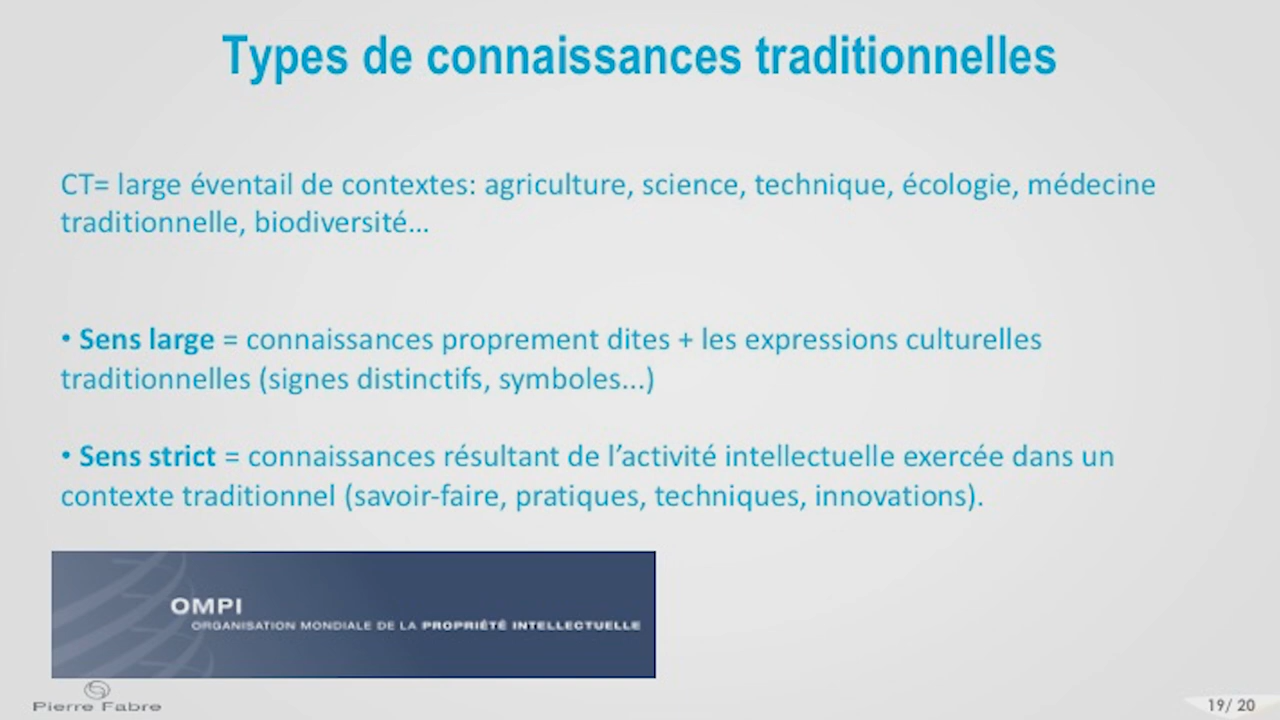 Types de connaissances traditionnelles
CT= large éventail de contextes: agriculture, science, technique, écologie, médecine
traditionnelle, biodiversité...
• Sens large = connaissances proprement dites + les expressions culturelles
traditionnelles (signes distinctifs, symboles...)
• Sens strict = connaissances résultant de l’activité intellectuelle exercée dans un
contexte traditionnel (savoir-faire, pratiques, techniques, innovations).
OMPI
ORGANISATION MONDIALE DE LA PROPRIÉTÉ INTELLECTUELLE
Pierre Fabre
19/ 20